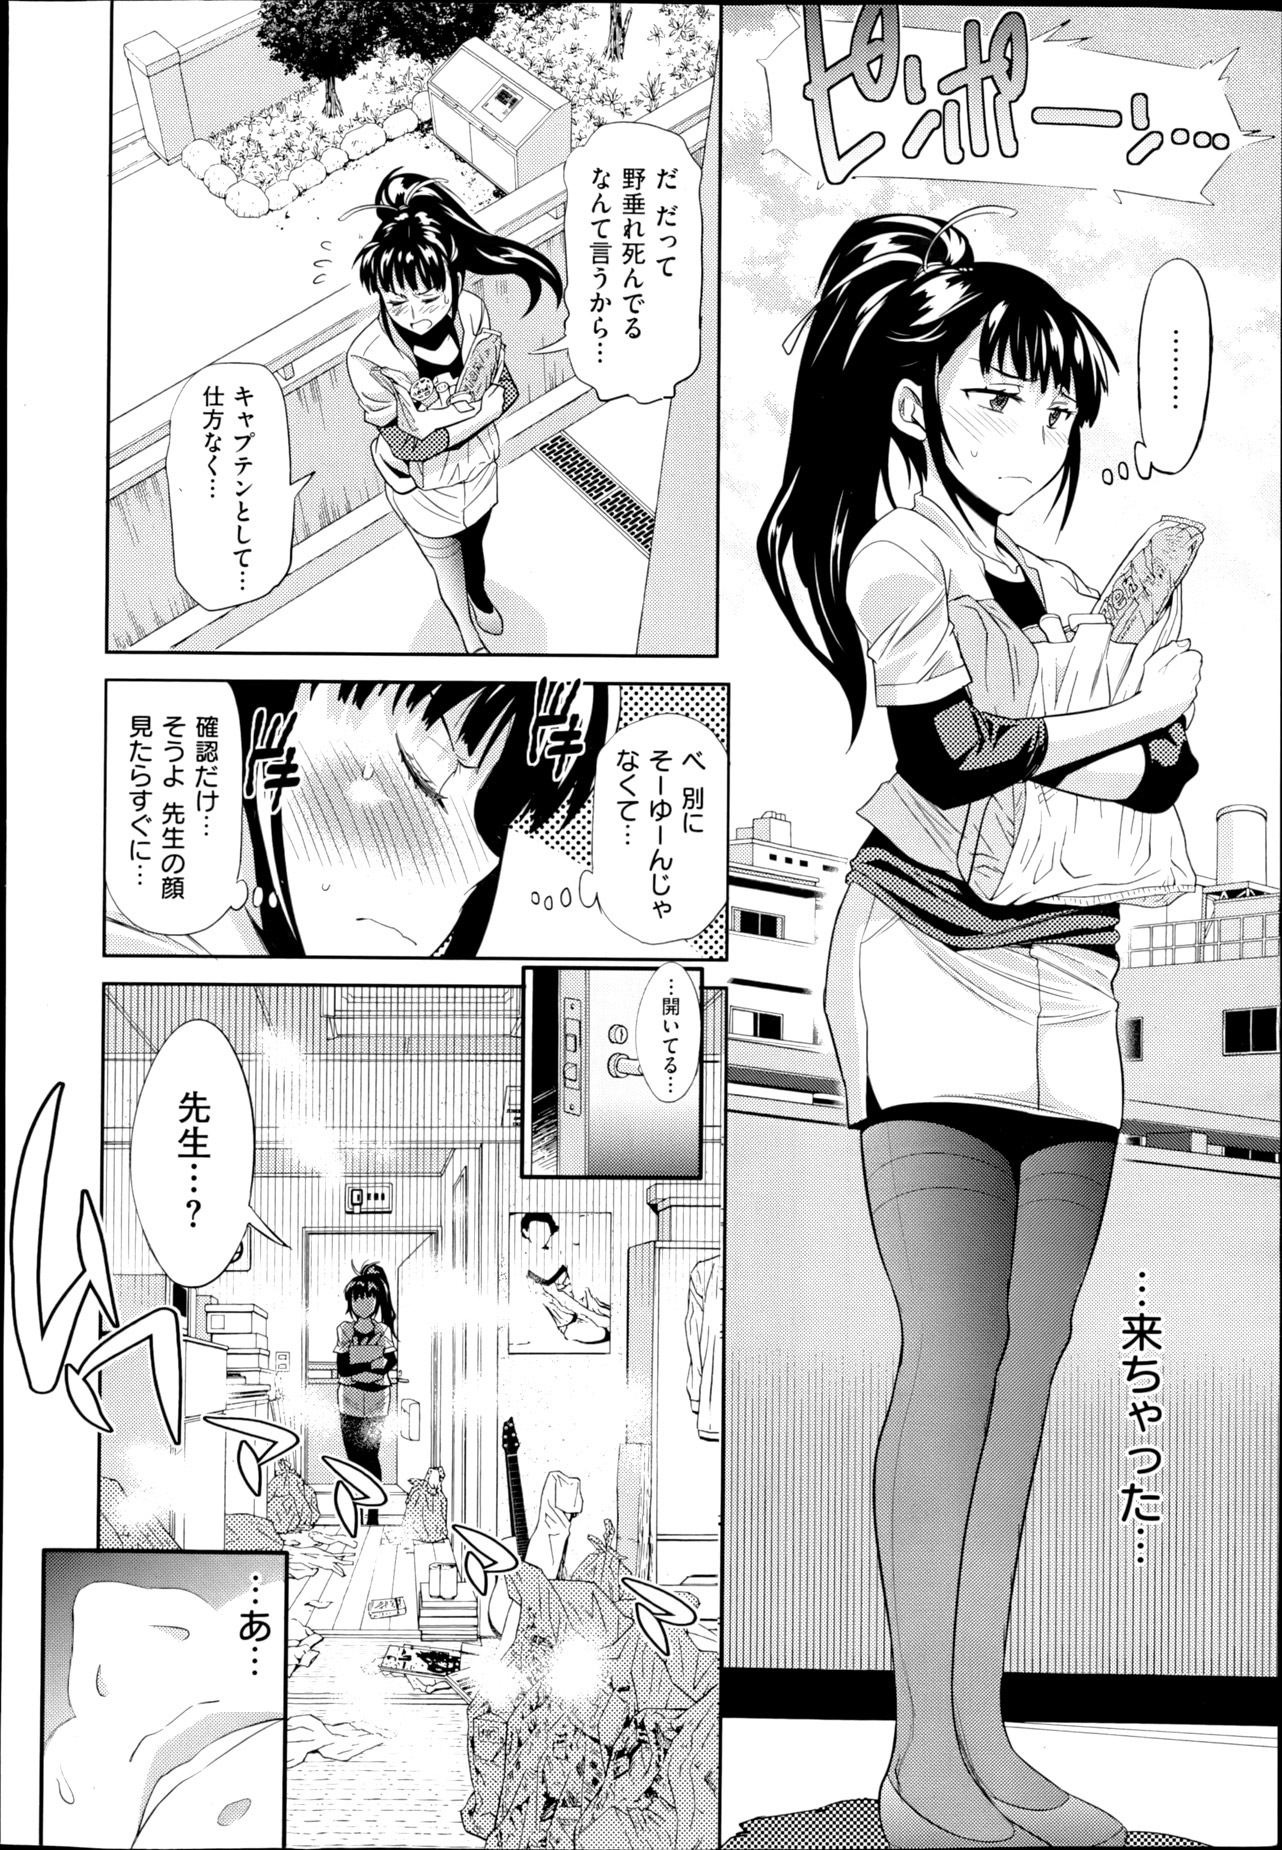 ピンポーン…
………
…来ちゃった…
だ だって
野垂れ死んでる
なんて言うから…
キャプテンとして…
仕方なく…
べ 別に
そーゆーんじゃ
なくて…
ドキ
ドキ
確認だけ…
そうよ 先生の顔
見たらすぐに…
…開いてる…
先生…?
…あ…